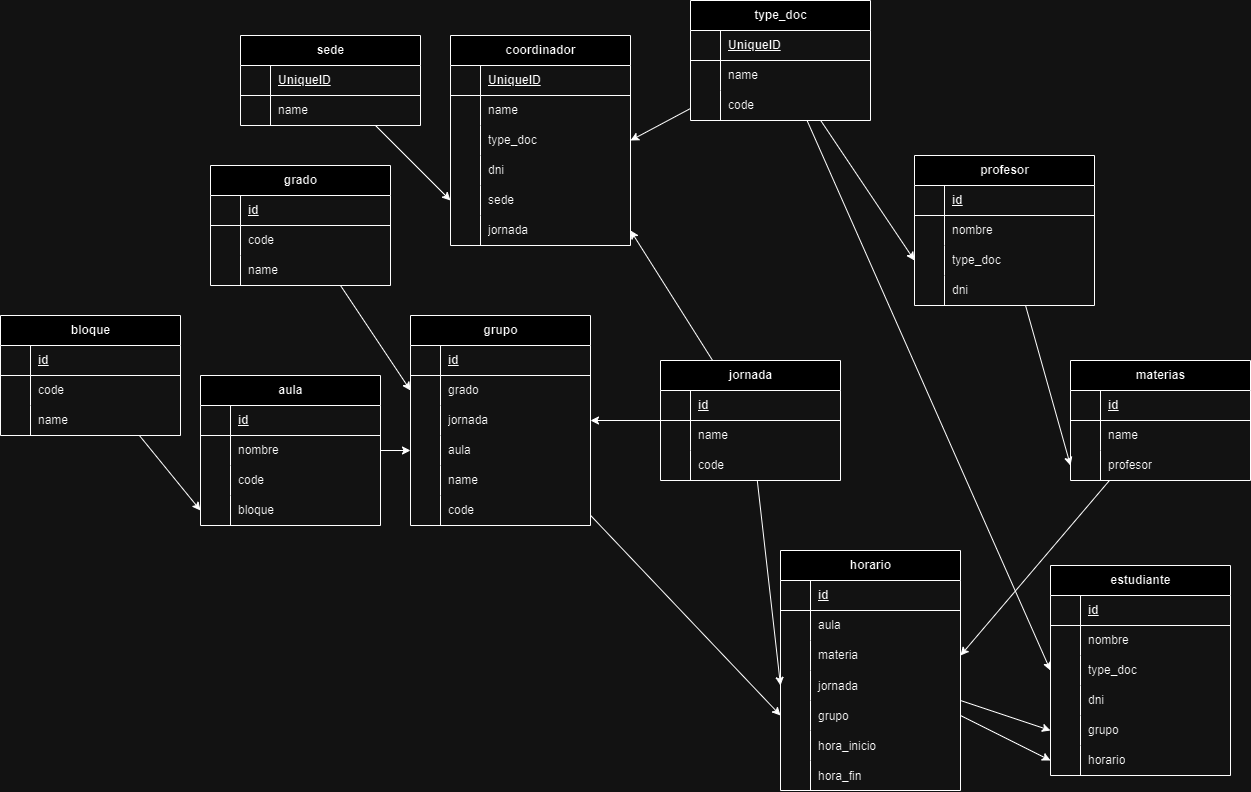 type_doc
UniqueID
name
code
sede
UniqueID
name
coordinador
UniqueID
name
type_doc
dni
sede
jornada
profesor
id
nombre
type_doc
dni
grado
id
code
name
bloque
id
code
name
aula
id
nombre
code
bloque
grupo
id
grado
jornada
aula
name
code
jornada
id
name
code
materias
id
name
profesor
horario
id
aula
materia
jornada
grupo
hora_inicio
hora_fin
estudiante
id
nombre
type_doc
dni
grupo
horario